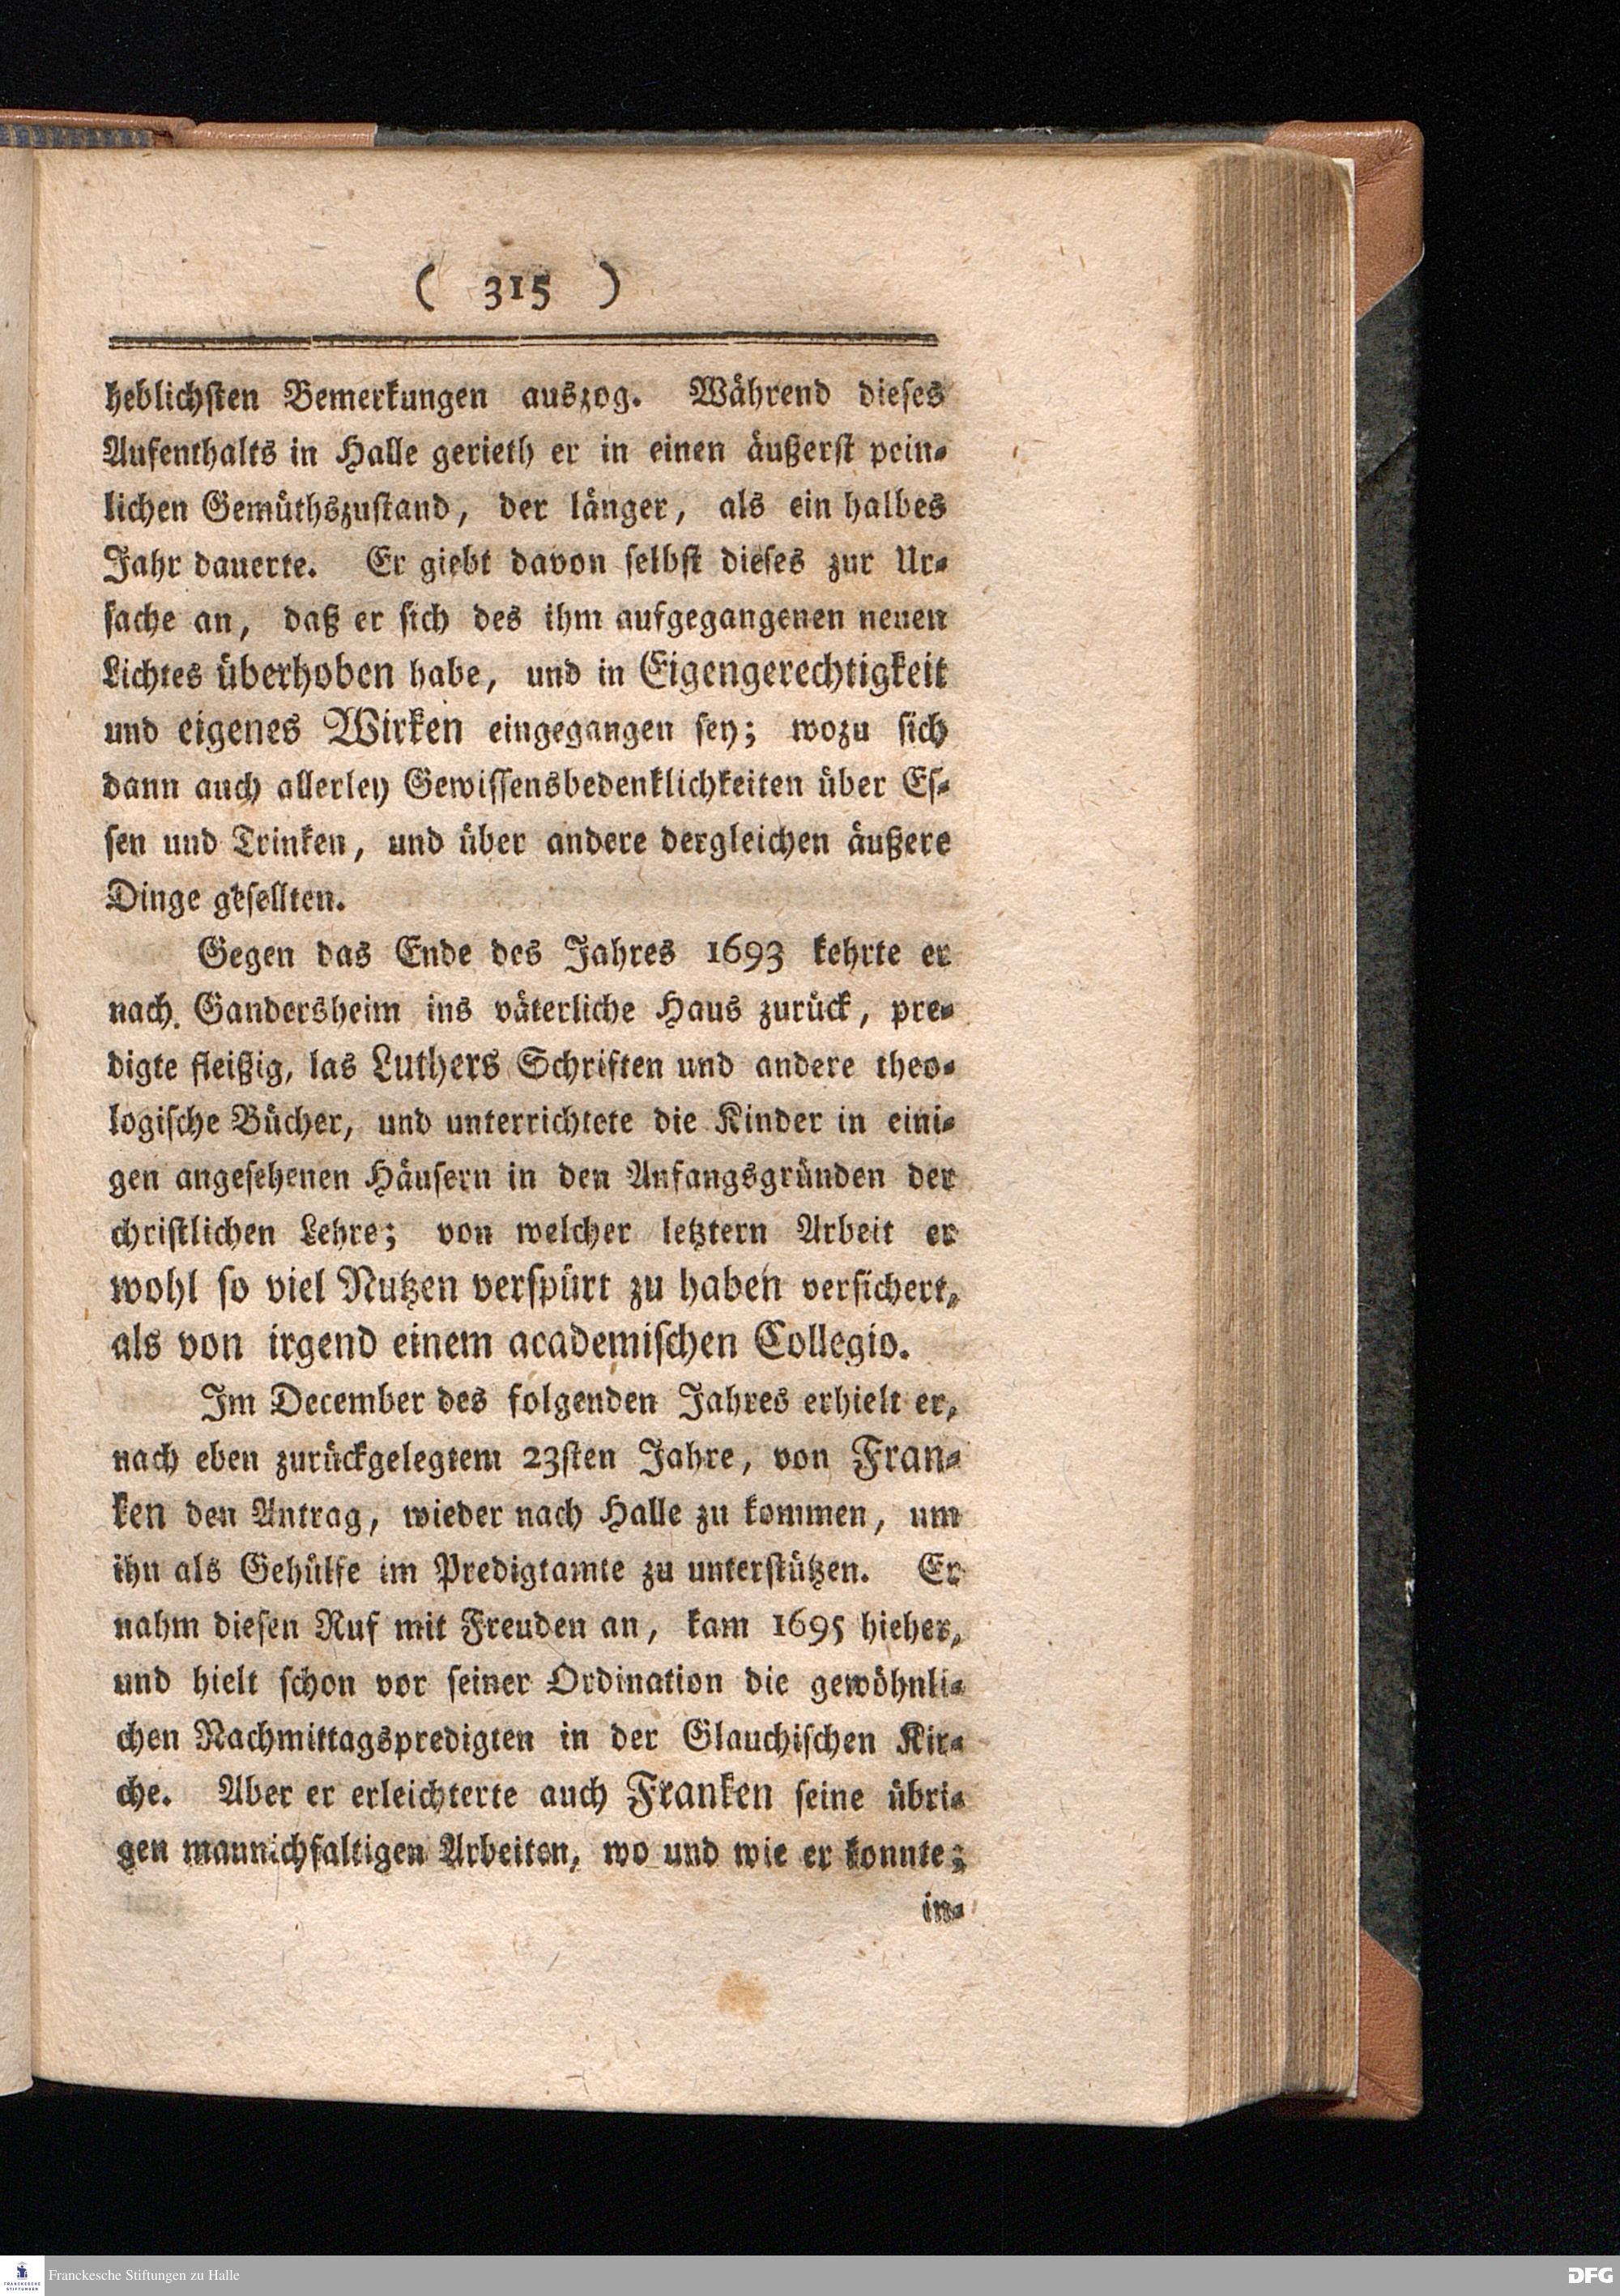 ( 315 )
heblichsten Bemerkungen auszog. Während dieses
Aufenthalts in Halle gerieth er in einen äußerst pein-
lichen Gemüthszustand, der länger, als ein halbes
Jahr dauerte. Er giebt davon selbst dieses zur Ur-
sache an, daß er sich des ihm aufgegangenen neuen
Lichtes überhoben habe, und in Eigengerechtigkeit
und eigenes Wirken eingegangen sey; wozu sich
dann auch allerley Gewissensbedenklichkeiten über Es-
sen und Trinken, und über andere dergleichen äußere
Dinge gesellten.
Gegen das Ende des Jahres 1693 kehrte er
nach Gandersheim ins väterliche Haus zurück, pre-
digte fleißig, las Luthers Schriften und andere theo-
logische Bücher, und unterrichtete die Kinder in eini-
gen angesehenen Häusern in den Anfangsgründen der
christlichen Lehre; von welcher letztern Arbeit er
wohl so viel Nutzen verspürt zu haben versichert,
als von irgend einem academischen Collegio.
Im December des folgenden Jahres erhielt er,
nach eben zurückgelegtem 23sten Jahre, von Fran-
ken den Antrag, wieder nach Halle zu kommen, um
ihn als Gehülfe im Predigtamte zu unterstützen. Er
nahm diesen Ruf mit Freuden an, kam 1695 hieher,
und hielt schon vor seiner Ordination die gewöhnli-
chen Nachmittagspredigten in der Glauchischen Kir-
che. Aber er erleichterte auch Franken seine übri-
gen mannichfaltigen Arbeiten, wo und wie er konnte;
in-
FRANCKESCHE STIFTUNGEN
Franckesche Stiftungen zu Halle
DFG